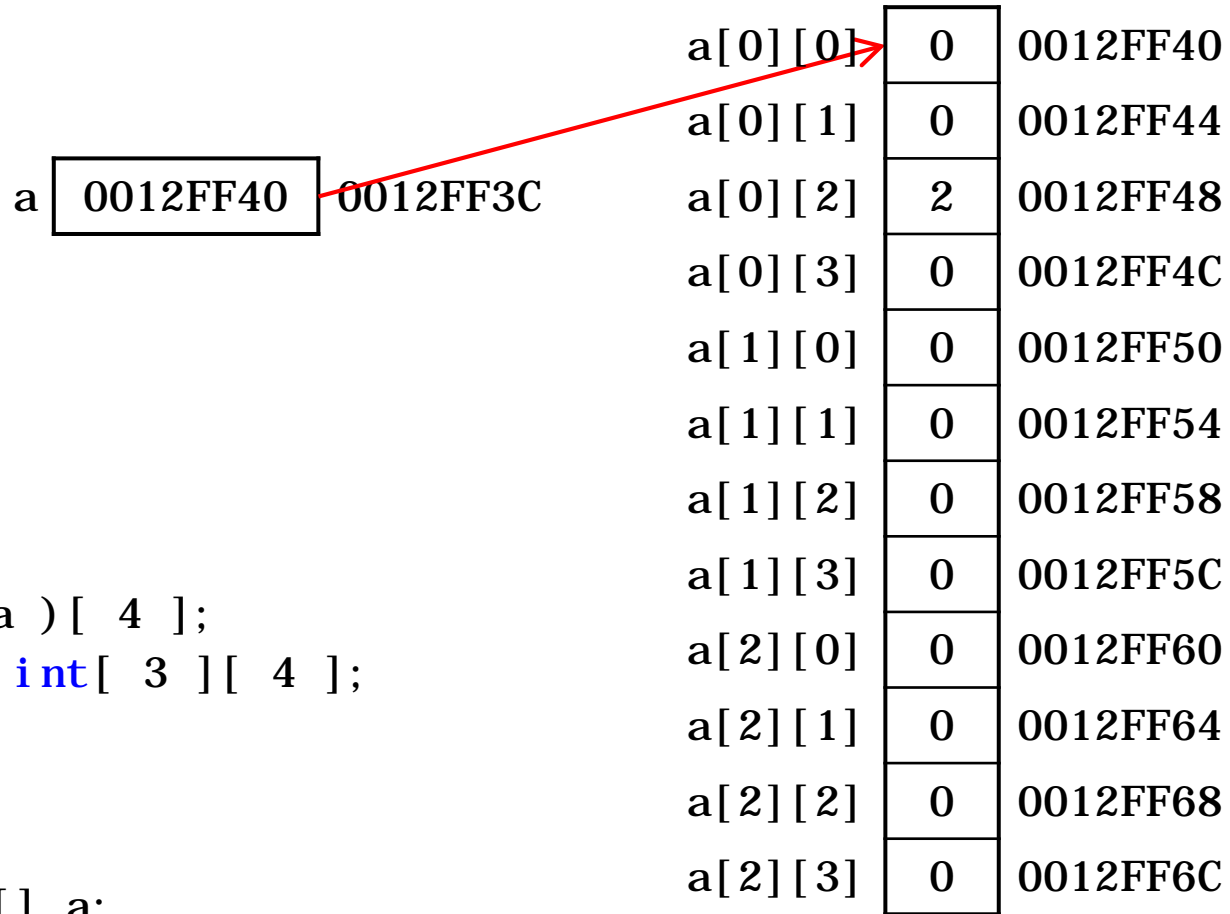 a[0][0] 0 0012FF40
a[0][1] 0 0012FF44
a 0012FF40 0012FF3C a[0][2] 2 0012FF48
a[0][3] 0 0012FF4C
a[1][0] 0 0012FF50
a[1][1] 0 0012FF54
a[1][2] 0 0012FF58
a[1][3] 0 0012FF5C
a )[ 4 ];
a[2][0] 0 0012FF60
int[ 3 ][ 4 ];
a[2][1] 0 0012FF64
a[2][2] 0 0012FF68
a[2][3] 0 0012FF6C
[] a;